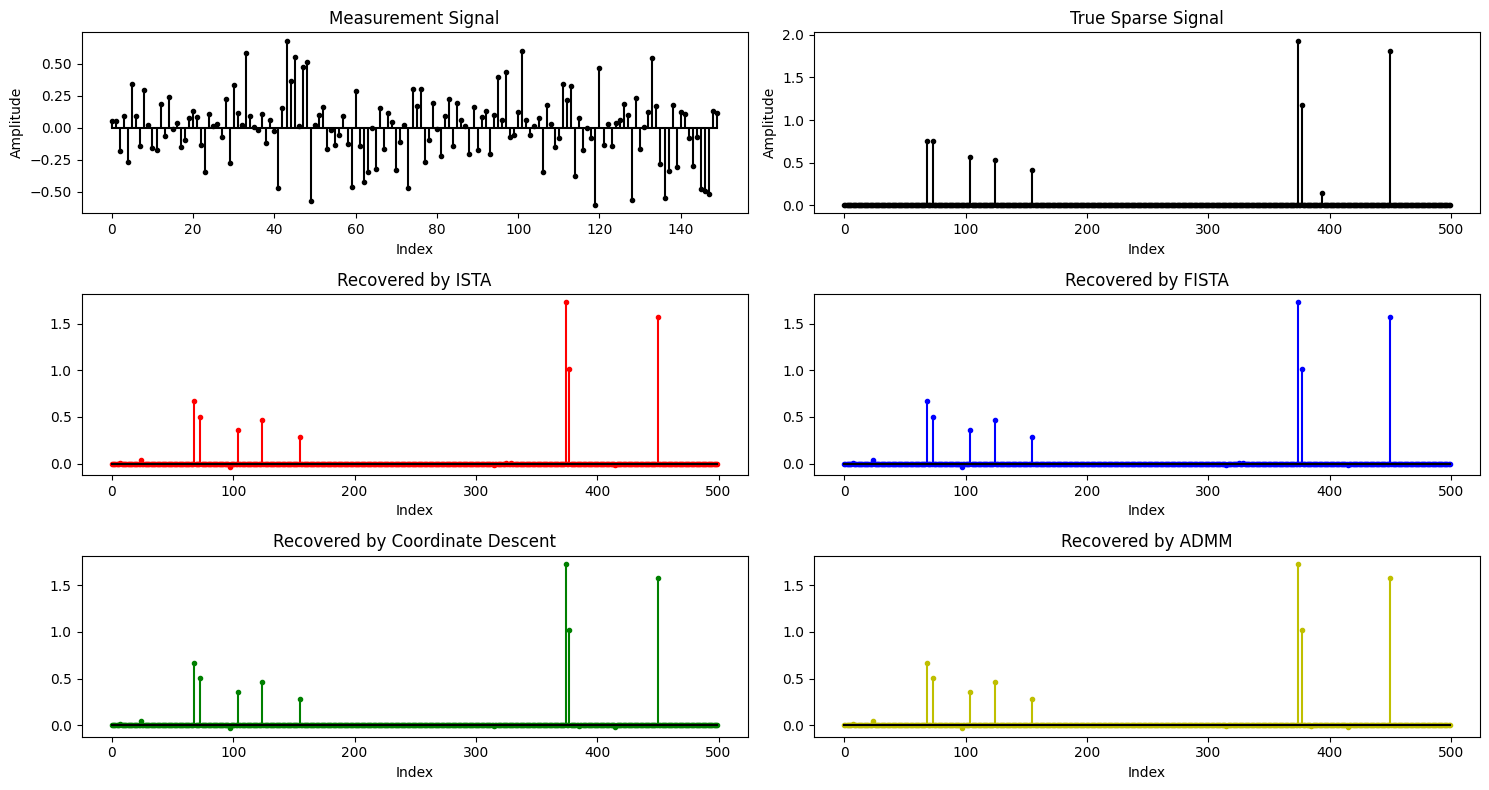 Measurement Signal
Amplitude
0.50
0.25
0.00
−0.25
−0.50
0 20 40 60 80 100 120 140
Index
True Sparse Signal
Amplitude
2.0
1.5
1.0
0.5
0.0
0 100 200 300 400 500
Index
Recovered by ISTA
1.5
1.0
0.5
0.0
0 100 200 300 400 500
Index
Recovered by FISTA
1.5
1.0
0.5
0.0
0 100 200 300 400 500
Index
Recovered by Coordinate Descent
1.5
1.0
0.5
0.0
0 100 200 300 400 500
Index
Recovered by ADMM
1.5
1.0
0.5
0.0
0 100 200 300 400 500
Index